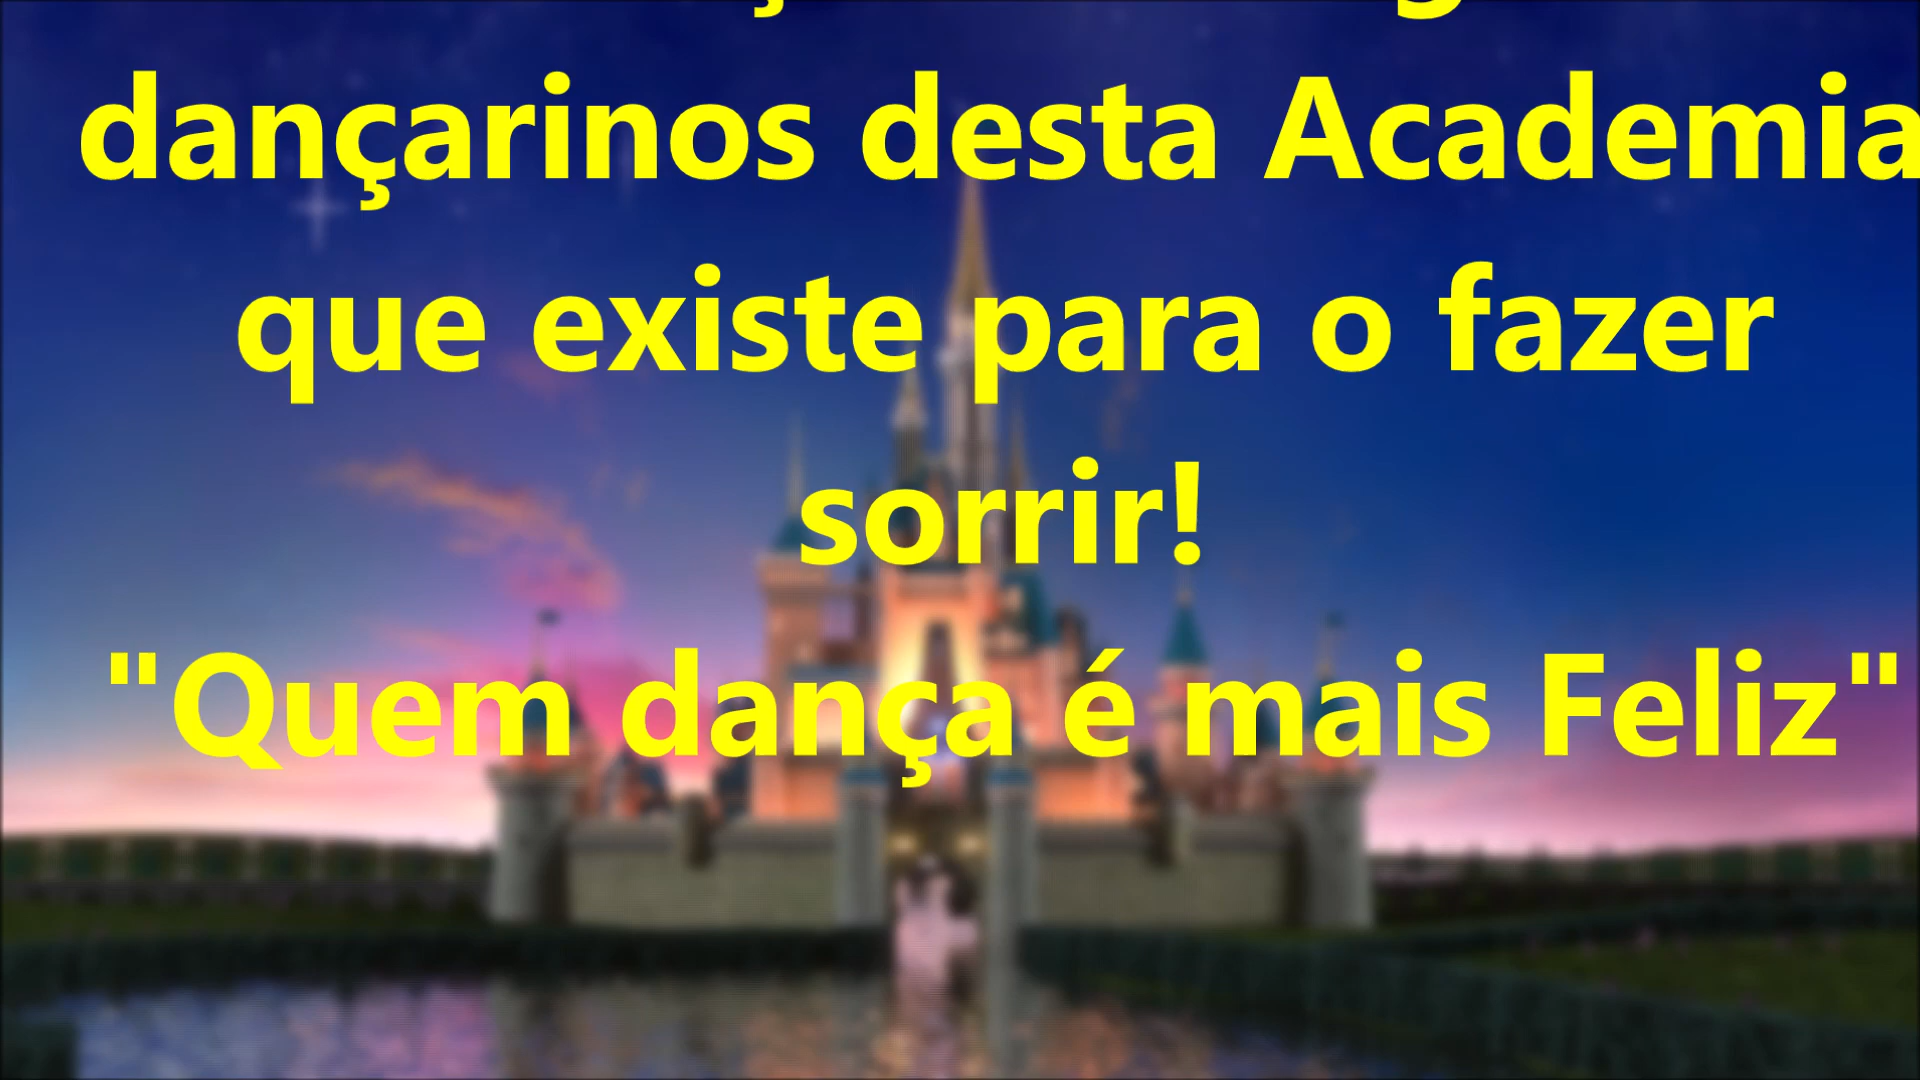 dançarinos desta Academia
que existe para o fazer
sorrir!
"Quem dança é mais Feliz"